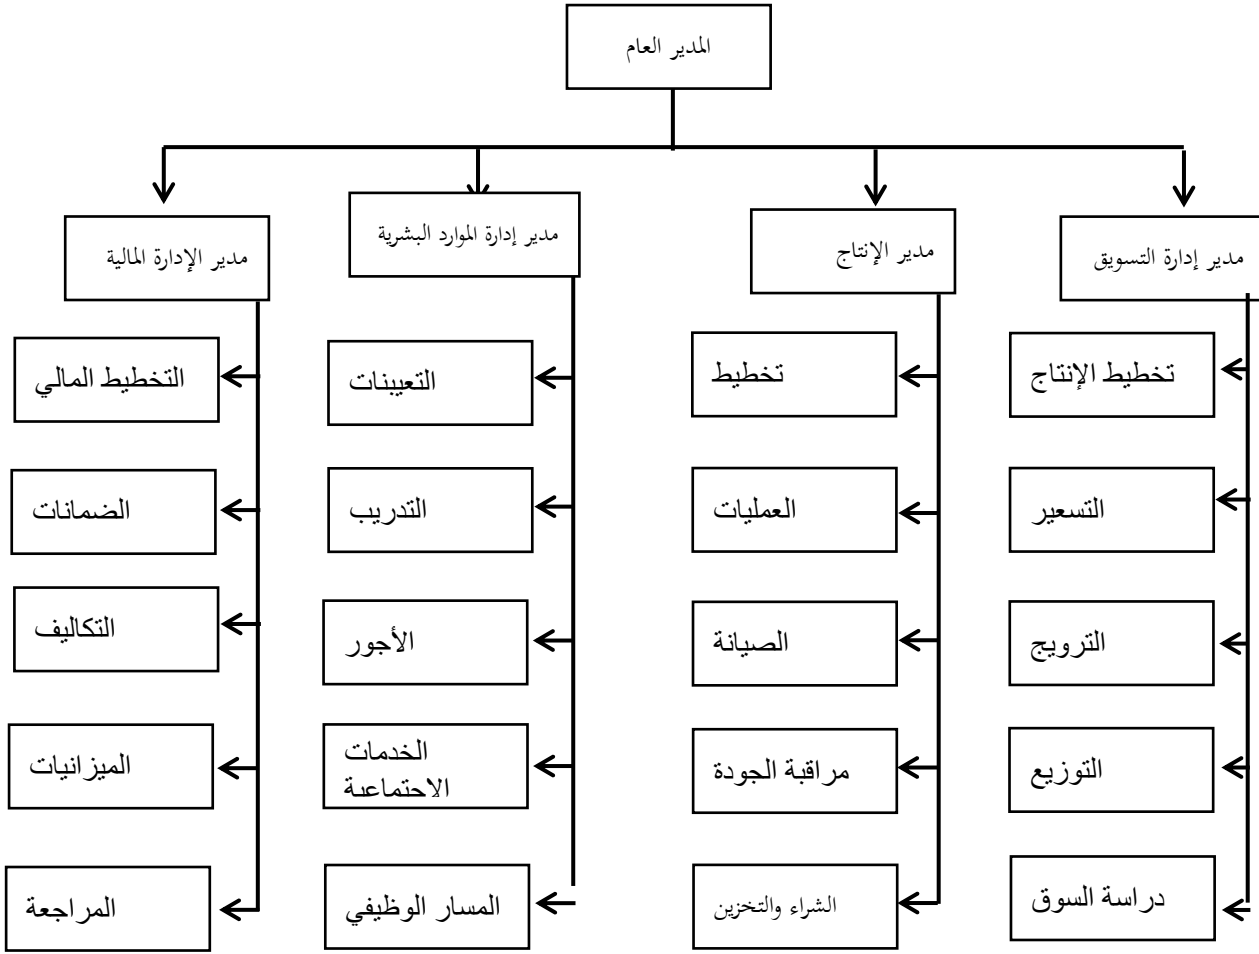 المدير العام
مدير إدارة التسويق
مدير الإنتاج
مدير إدارة الموارد البشرية
مدير الإدارة المالية
تخطيط الإنتاج
تخطيط
التعيينات
التخطيط المالي
التسعير
العمليات
التدريب
الضمانات
الترويج
الصيانة
الأجور
التكاليف
التوزيع
مراقبة الجودة
الخدمات
الاجتماعية
الميزانيات
دراسة السوق
الشراء والتخزين
المسار الوظيفي
المراجعة